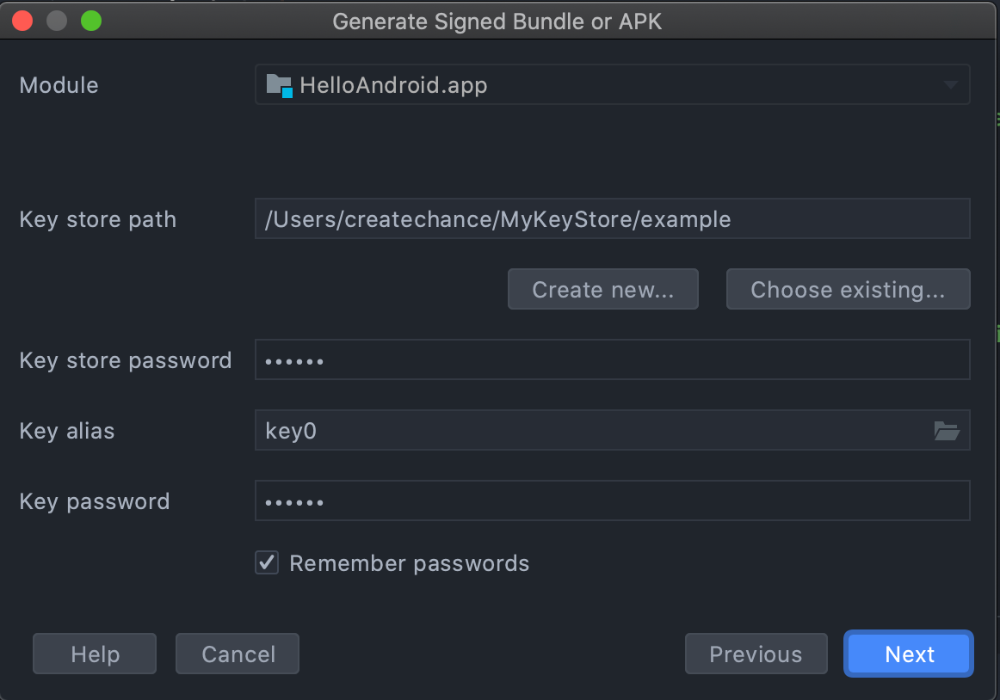 Generate Signed Bundle or APK
Module HelloAndroid.app
Key store path /Users/createchance/MyKeyStore/example
Create new... Choose existing...
Key store password ••••••
Key alias key0
Key password ••••••
Remember passwords
Help Cancel Previous Next